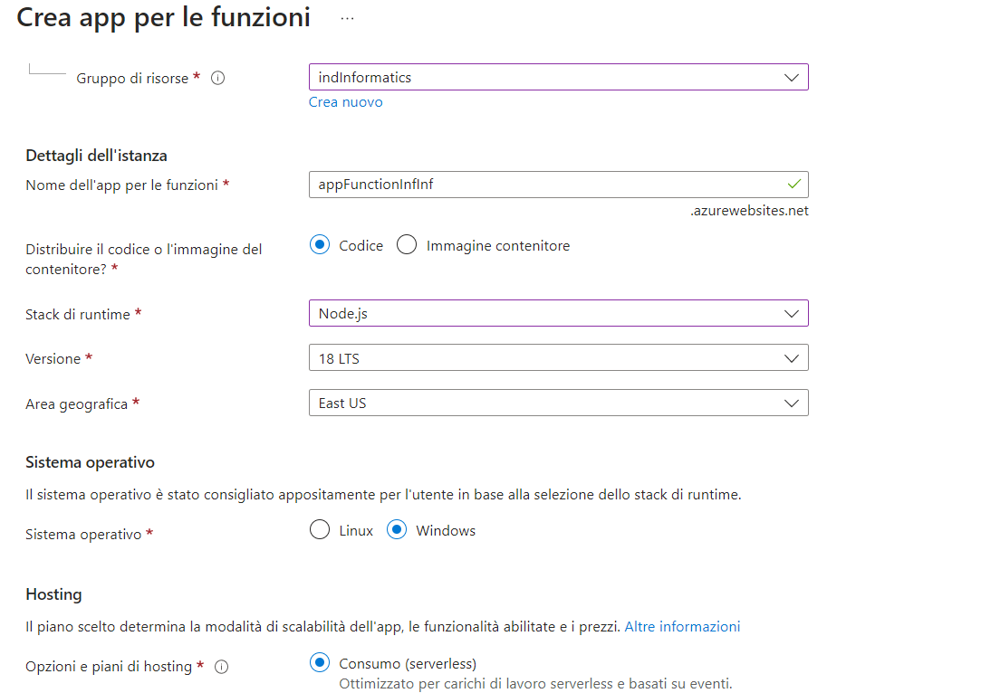 Crea app per le funzioni ...
Gruppo di risorse *
indInformatics
Crea nuovo
Dettagli dell'istanza
Nome dell'app per le funzioni *
appFunctionInfInf
.azurewebsites.net
Distribuire il codice o l'immagine del
contenitore? *
Codice
Immagine contenitore
Stack di runtime *
Node.js
Versione *
18 LTS
Area geografica *
East US
Sistema operativo
Il sistema operativo è stato consigliato appositamente per l'utente in base alla selezione dello stack di runtime.
Sistema operativo *
Linux
Windows
Hosting
Il piano scelto determina la modalità di scalabilità dell'app, le funzionalità abilitate e i prezzi. Altre informazioni
Opzioni e piani di hosting *
Consumo (serverless)
Ottimizzato per carichi di lavoro serverless e basati su eventi.